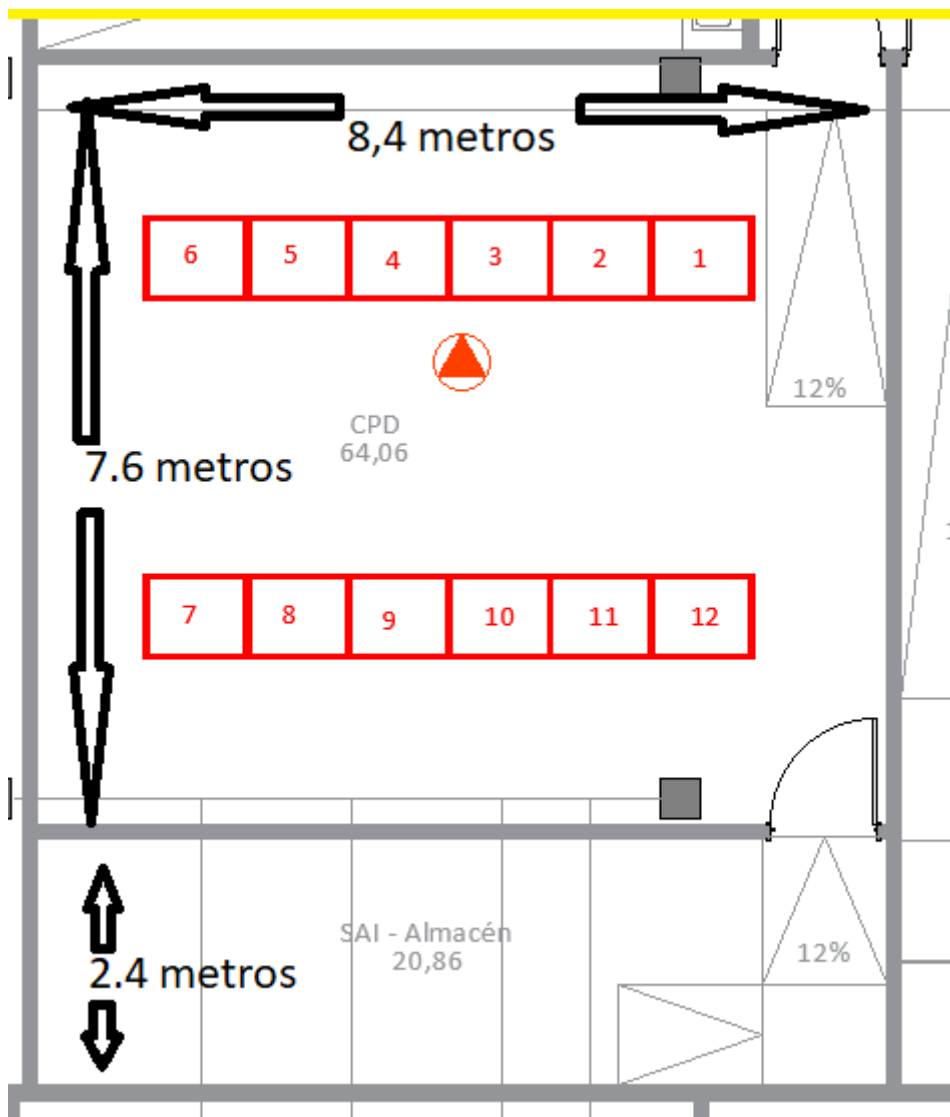 8,4 metros
6 5 4 3 2 1
12%
CPD
64,06
7.6 metros
7 8 9 10 11 12
SAI - Almacén
20,86
12%
2.4 metros